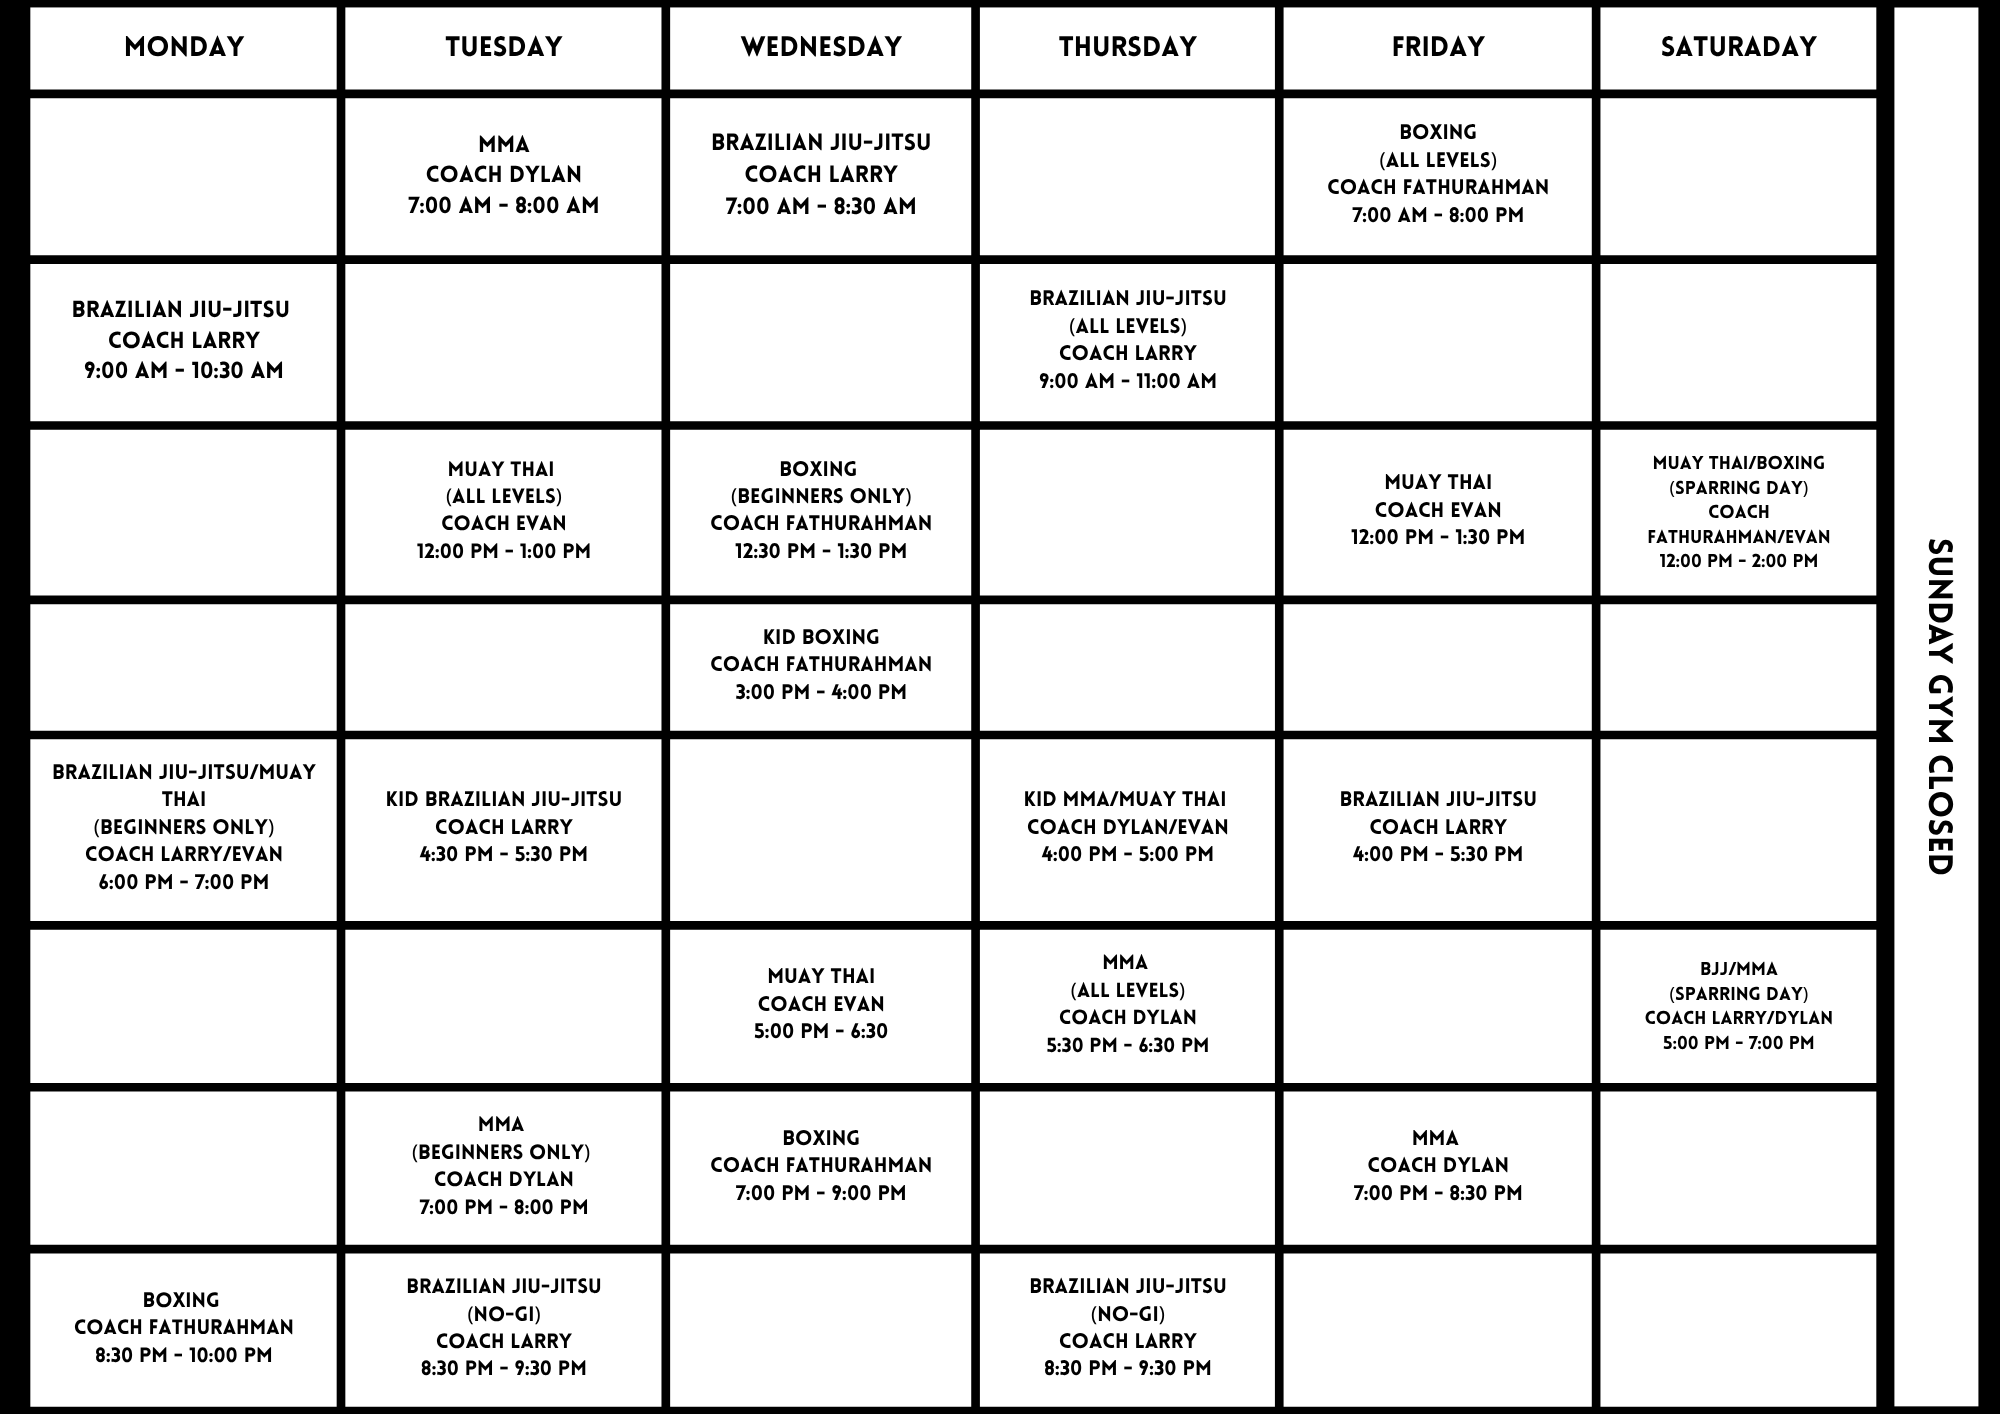 MONDAY
TUESDAY
WEDNESDAY
THURSDAY
FRIDAY
SATURADAY
MMA
COACH DYLAN
7:00 AM - 8:00 AM
BRAZILIAN JIU-JITSU
COACH LARRY
7:00 AM - 8:30 AM
BOXING
(ALL LEVELS)
COACH FATHURAHMAN
7:00 AM - 8:00 PM
BRAZILIAN JIU-JITSU
COACH LARRY
9:00 AM - 10:30 AM
BRAZILIAN JIU-JITSU
(ALL LEVELS)
COACH LARRY
9:00 AM - 11:00 AM
MUAY THAI
(ALL LEVELS)
COACH EVAN
12:00 PM - 1:00 PM
BOXING
(BEGINNERS ONLY)
COACH FATHURAHMAN
12:30 PM - 1:30 PM
MUAY THAI
COACH EVAN
12:00 PM - 1:30 PM
MUAY THAI/BOXING
(SPARRING DAY)
COACH
FATHURAHMAN/EVAN
12:00 PM - 2:00 PM
KID BOXING
COACH FATHURAHMAN
3:00 PM - 4:00 PM
BRAZILIAN JIU-JITSU/MUAY
THAI
(BEGINNERS ONLY)
COACH LARRY/EVAN
6:00 PM - 7:00 PM
KID BRAZILIAN JIU-JITSU
COACH LARRY
4:30 PM - 5:30 PM
KID MMA/MUAY THAI
COACH DYLAN/EVAN
4:00 PM - 5:00 PM
BRAZILIAN JIU-JITSU
COACH LARRY
4:00 PM - 5:30 PM
MUAY THAI
COACH EVAN
5:00 PM - 6:30
MMA
(ALL LEVELS)
COACH DYLAN
5:30 PM - 6:30 PM
BJJ/MMA
(SPARRING DAY)
COACH LARRY/DYLAN
5:00 PM - 7:00 PM
MMA
(BEGINNERS ONLY)
COACH DYLAN
7:00 PM - 8:00 PM
BOXING
COACH FATHURAHMAN
7:00 PM - 9:00 PM
MMA
COACH DYLAN
7:00 PM - 8:30 PM
BOXING
COACH FATHURAHMAN
8:30 PM - 10:00 PM
BRAZILIAN JIU-JITSU
(NO-GI)
COACH LARRY
8:30 PM - 9:30 PM
BRAZILIAN JIU-JITSU
(NO-GI)
COACH LARRY
8:30 PM - 9:30 PM
SUNDAY GYM CLOSED